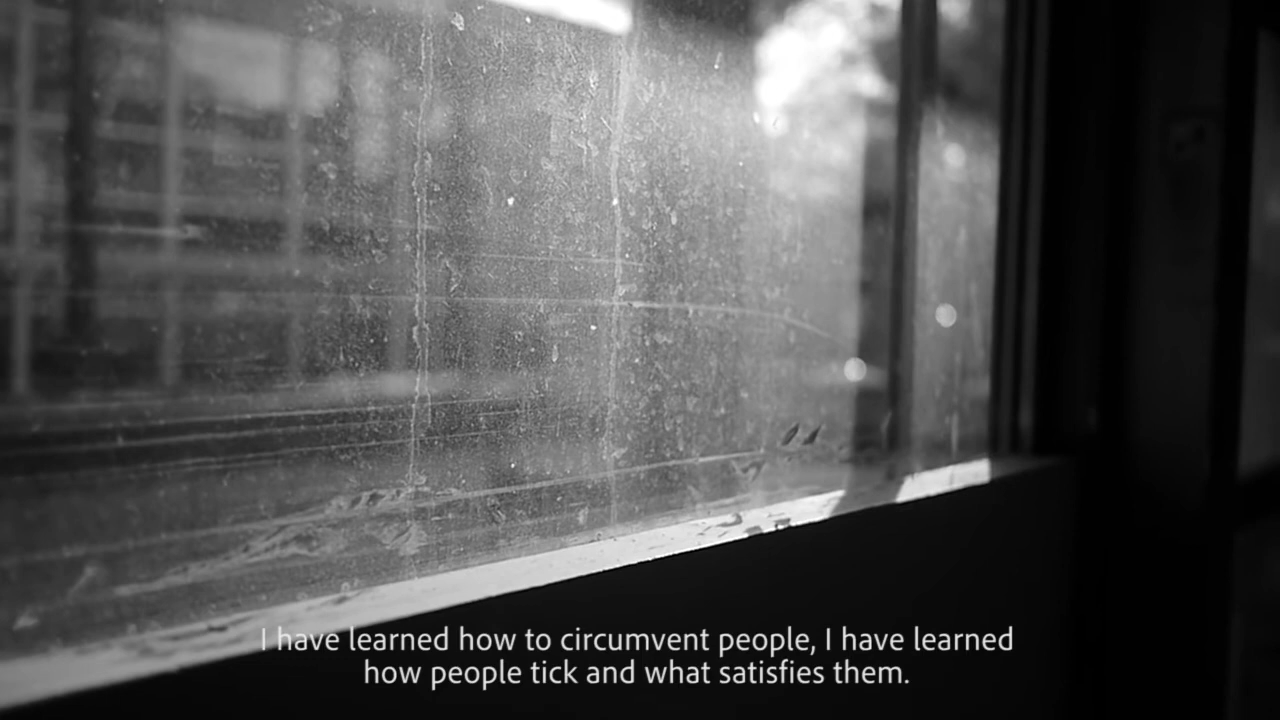 I have learned how to circumvent people, I have learned
how people tick and what satisfies them.